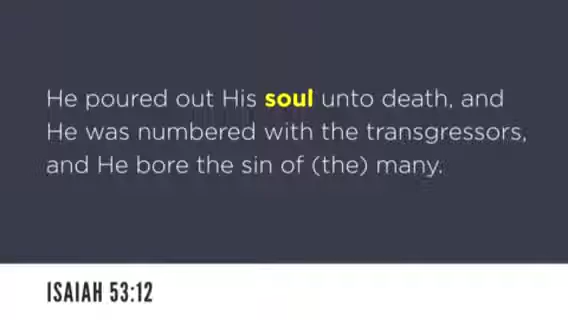 He poured out His soul unto death, and
He was numbered with the transgressors,
and He bore the sin of (the) many.
ISAIAH 53:12